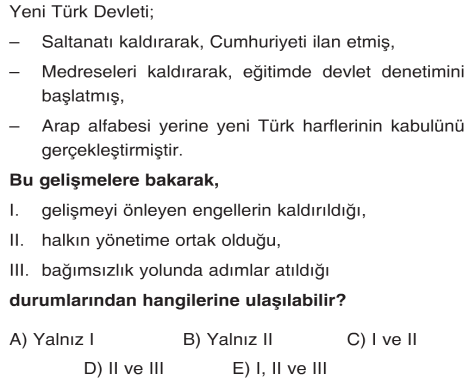 Yeni Türk Devleti;
– Saltanatı kaldırarak, Cumhuriyeti ilan etmiş,
– Medreseleri kaldırarak, eğitimde devlet denetimini
başlatmış,
– Arap alfabesi yerine yeni Türk harflerinin kabulünü
gerçekleştirmiştir.
Bu gelişmelere bakarak,
I. gelişmeyi önleyen engellerin kaldırıldığı,
II. halkın yönetime ortak olduğu,
III. bağımsızlık yolunda adımlar atıldığı
durumlarından hangilerine ulaşılabilir?
A) Yalnız I B) Yalnız II C) I ve II
D) II ve III E) I, II ve III